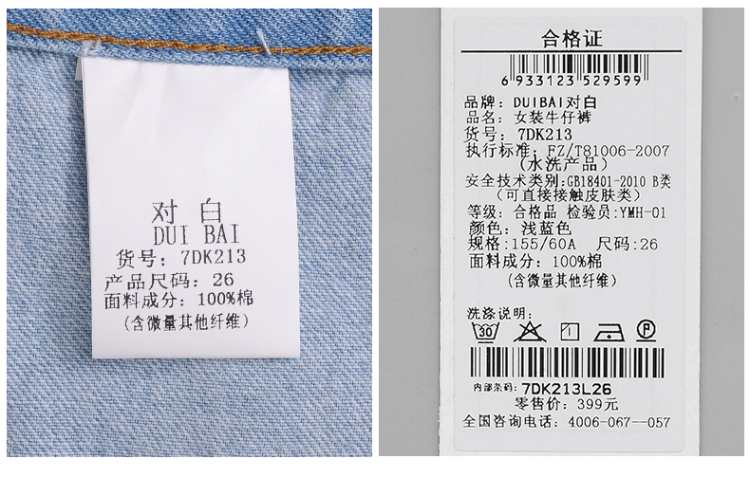 对 白
DUI BAI
货号: 7DK213
产品尺码: 26
面料成分: 100%棉
(含微量其他纤维)
合格证
6 933123 529599
品牌: DUIBAI对白
品名: 女装牛仔裤
货号: 7DK213
执行标准: FZ/T81006-2007
(水洗产品)
安全技术类别:GB18401-2010 B类
(可直接接触皮肤类)
等级: 合格品 检验员:YMH-01
颜色: 浅蓝色
规格:155/60A 尺码:26
面料成分: 100%棉
(含微量其他纤维)
洗涤说明:
30 P
内部条码: 7DK213L26
零售价: 399元
全国咨询电话: 4006-067--057